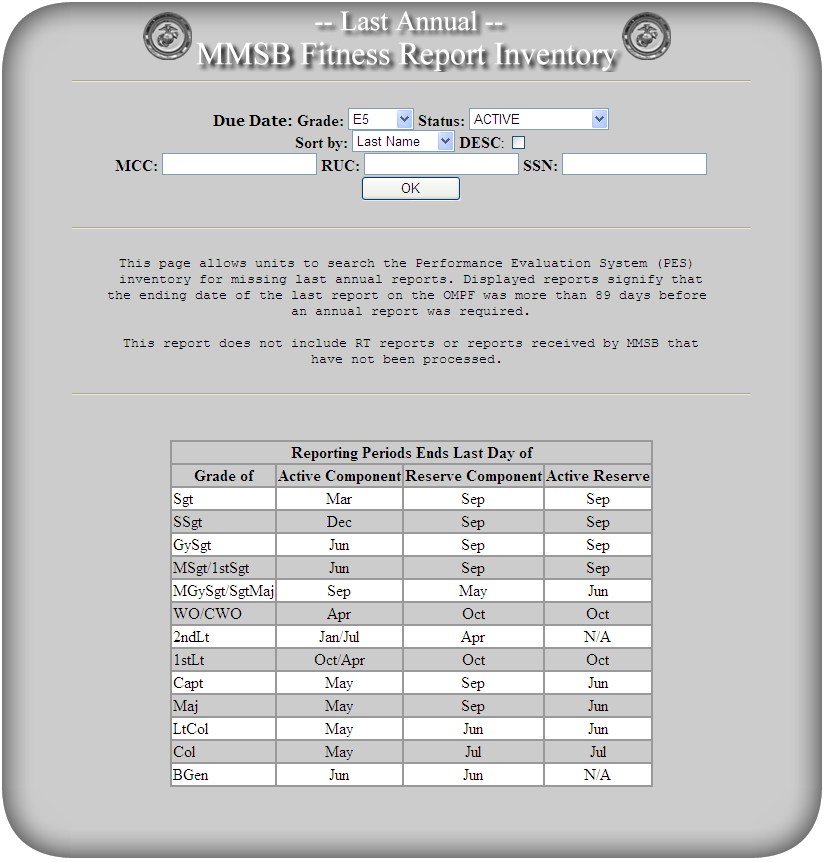 -- Last Annual --
MMSB Fitness Report Inventory
Due Date: Grade: E5 Status: ACTIVE
Sort by: Last Name DESC:
MCC: RUC: SSN:
OK
This page allows units to search the Performance Evaluation System (PES)
inventory for missing last annual reports. Displayed reports signify that
the ending date of the last report on the OMPF was more than 89 days before
an annual report was required.
This report does not include RT reports or reports received by MMSB that
have not been processed.
Reporting Periods Ends Last Day of
Grade of Active Component Reserve Component Active Reserve
Sgt Mar Sep Sep
SSgt Dec Sep Sep
GySgt Jun Sep Sep
MSgt/1stSgt Jun Sep Sep
MGySgt/SgtMaj Sep May Jun
WO/CWO Apr Oct Oct
2ndLt Jan/Jul Apr N/A
1stLt Oct/Apr Oct Oct
Capt May Sep Jun
Maj May Sep Jun
LtCol May Jun Jun
Col May Jul Jul
BGen Jun Jun N/A